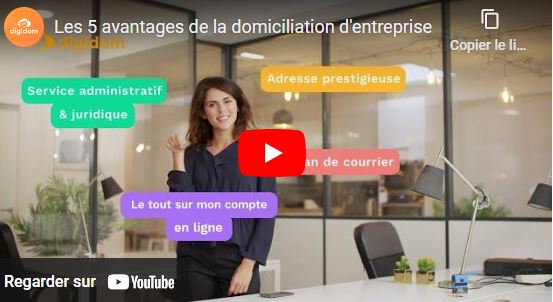 digidom
Les 5 avantages de la domiciliation d'entreprise
digidom
Copier le li...
Service administratif
& juridique
Adresse prestigieuse
an de courrier
Le tout sur mon compte
en ligne
Regarder sur YouTube